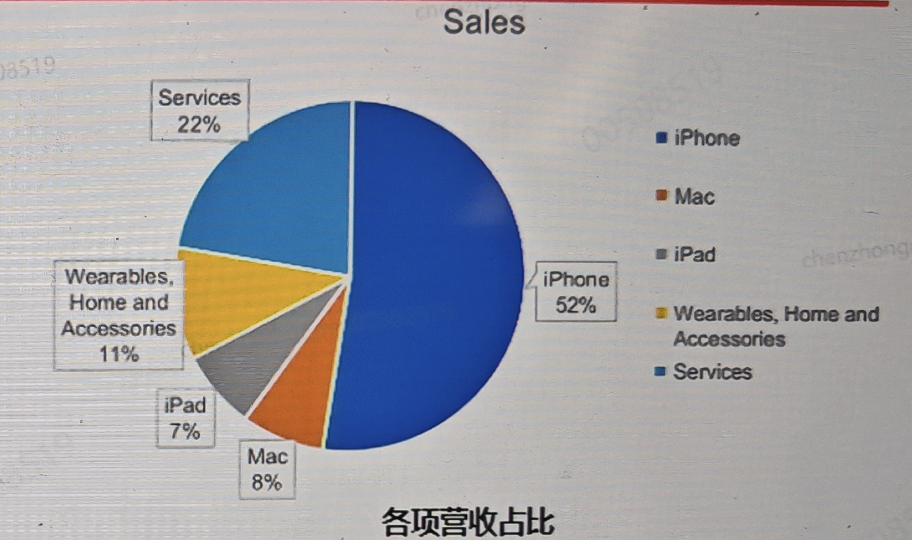 Sales
Services
22%
iPhone
Mac
iPad
Wearables, Home and
Accessories
Services
iPhone
52%
Wearables,
Home and
Accessories
11%
iPad
7%
Mac
8%
各项营收占比